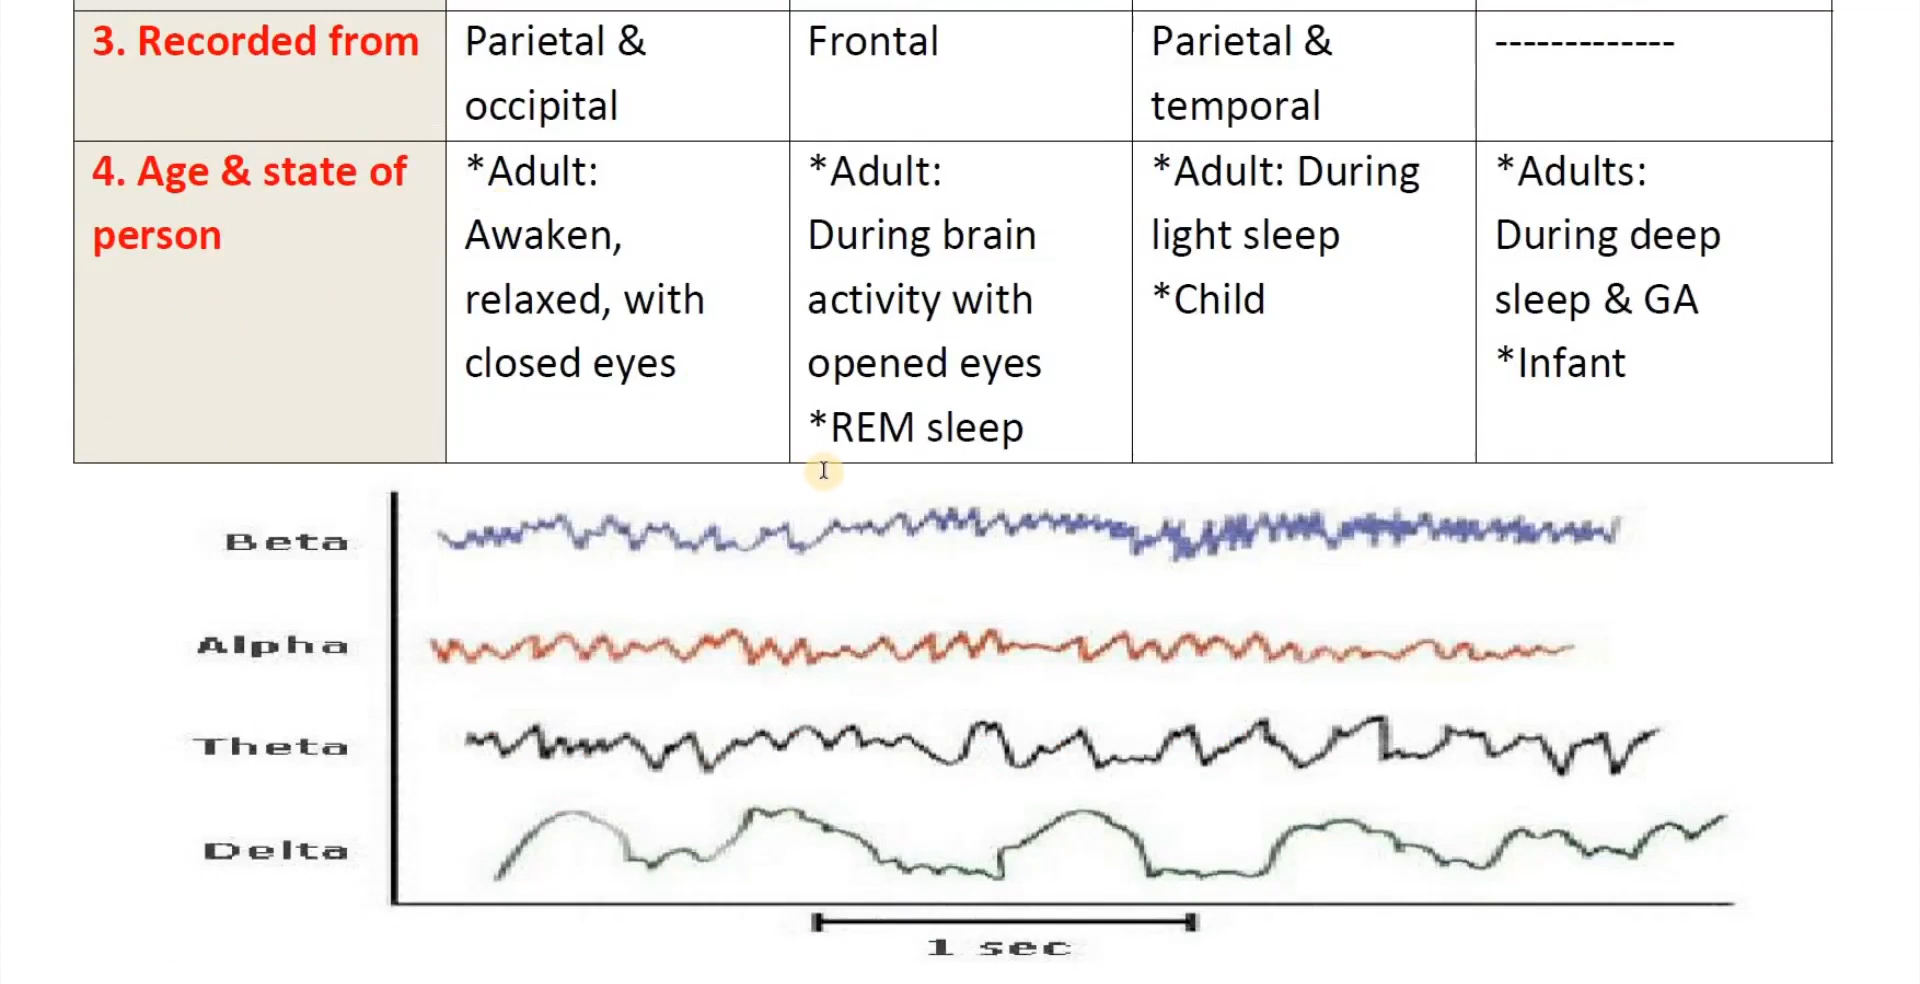 3. Recorded from
Parietal &
occipital
Frontal
Parietal &
temporal
-------------
4. Age & state of
person
*Adult:
Awaken,
relaxed, with
closed eyes
*Adult:
During brain
activity with
opened eyes
*REM sleep
*Adult: During
light sleep
*Child
*Adults:
During deep
sleep & GA
*Infant
Beta
Alpha
Theta
Delta
1 sec